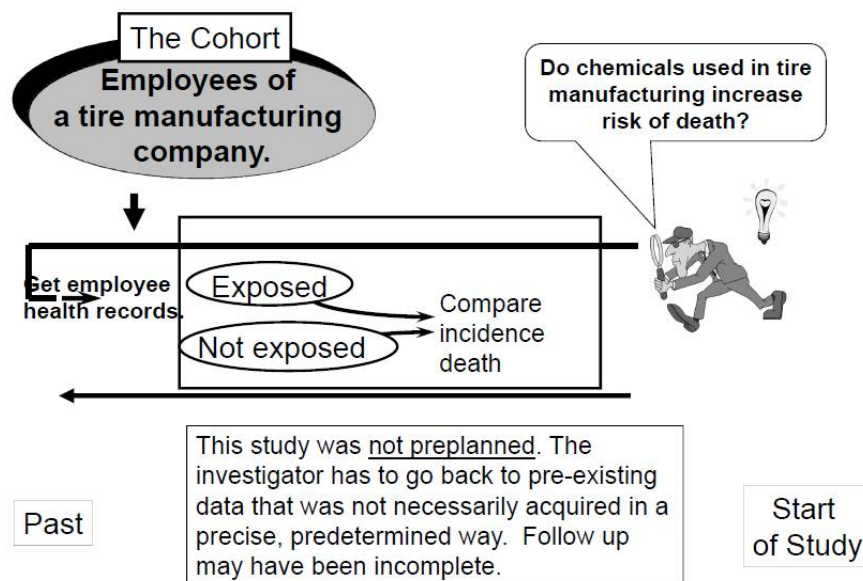 The Cohort
Employees of
a tire manufacturing
company.
Do chemicals used in tire
manufacturing increase
risk of death?
Get employee
health records.
Exposed
Not exposed
Compare
incidence
death
This study was not preplanned. The
investigator has to go back to pre-existing
data that was not necessarily acquired in a
precise, predetermined way. Follow up
may have been incomplete.
Past
Start
of Study